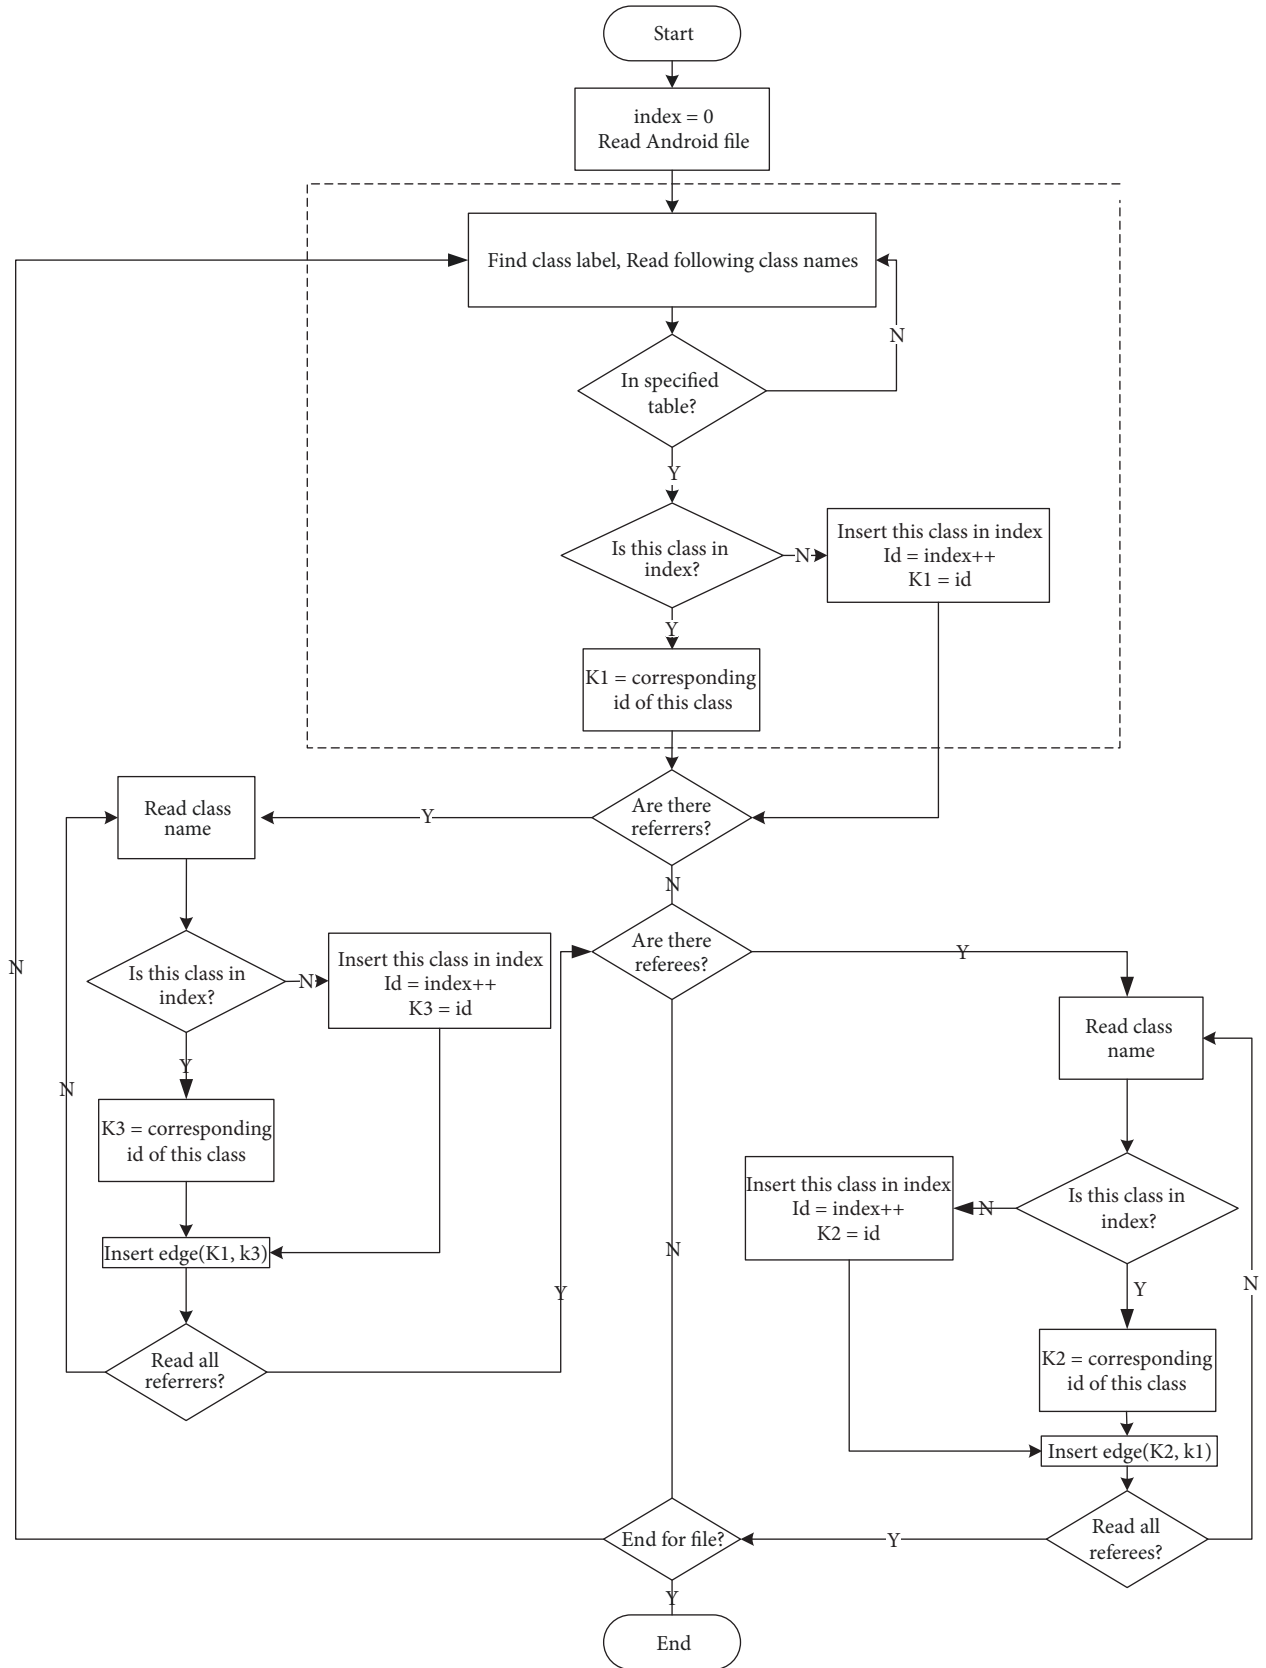 Start
index = 0
Read Android file
Find class label, Read following class names
N
In specified
table?
Y
Is this class in
index?
N
Insert this class in index
Id = index++
K1 = id
Y
K1 = corresponding
id of this class
Are there
referrers?
Y
Read class
name
N
Are there
referees?
Y
N
Is this class in
index?
N
Insert this class in index
Id = index++
K3 = id
Read class
name
Y
N
K3 = corresponding
id of this class
Insert this class in index
Id = index++
K2 = id
N
Is this class in
index?
Insert edge(K1, k3)
N
Y
Y
N
Read all
referrers?
K2 = corresponding
id of this class
Insert edge(K2, k1)
End for file?
Y
Read all
referees?
Y
End